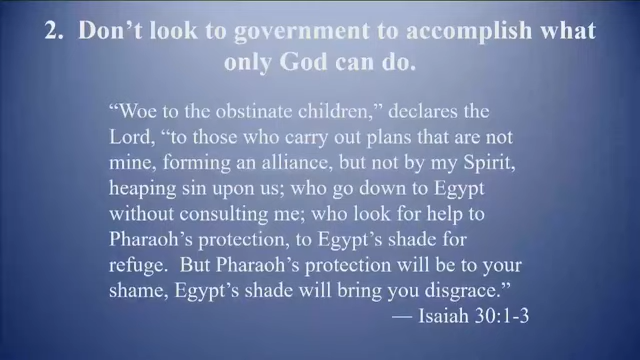 2. Don’t look to government to accomplish what
only God can do.
“Woe to the obstinate children,” declares the
Lord, “to those who carry out plans that are not
mine, forming an alliance, but not by my Spirit,
heaping sin upon us; who go down to Egypt
without consulting me; who look for help to
Pharaoh’s protection, to Egypt’s shade for
refuge. But Pharaoh’s protection will be to your
shame, Egypt’s shade will bring you disgrace.”
— Isaiah 30:1-3